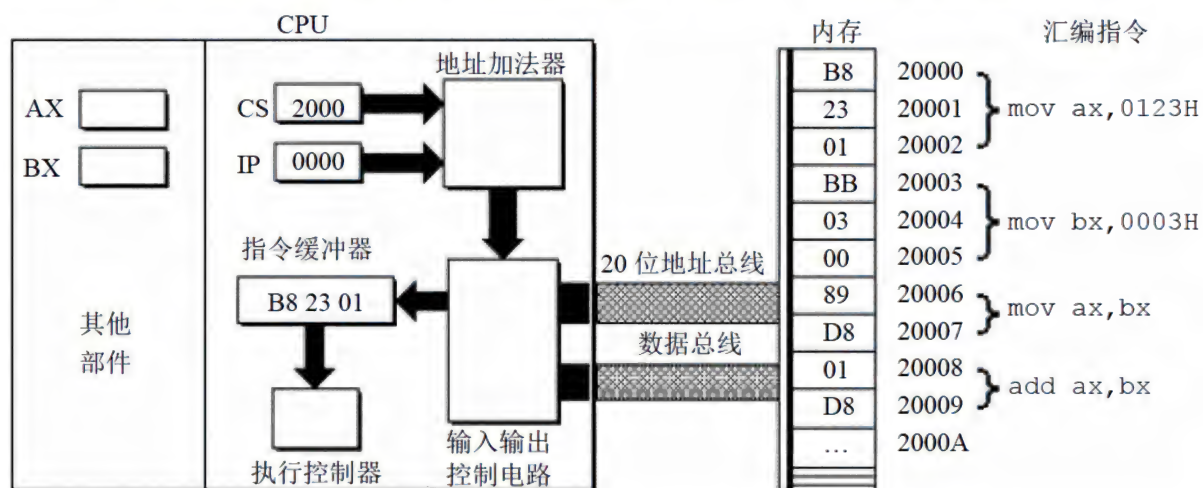 CPU
内存
汇编指令
地址加法器
AX
BX
CS
2000
IP
0000
指令缓冲器
B8 23 01
其他
部件
执行控制器
输入输出
控制电路
20 位地址总线
数据总线
B8 20000
23 20001
01 20002
mov ax,0123H
BB 20003
03 20004
00 20005
mov bx,0003H
89 20006
D8 20007
mov ax,bx
01 20008
D8 20009
add ax,bx
… 2000A